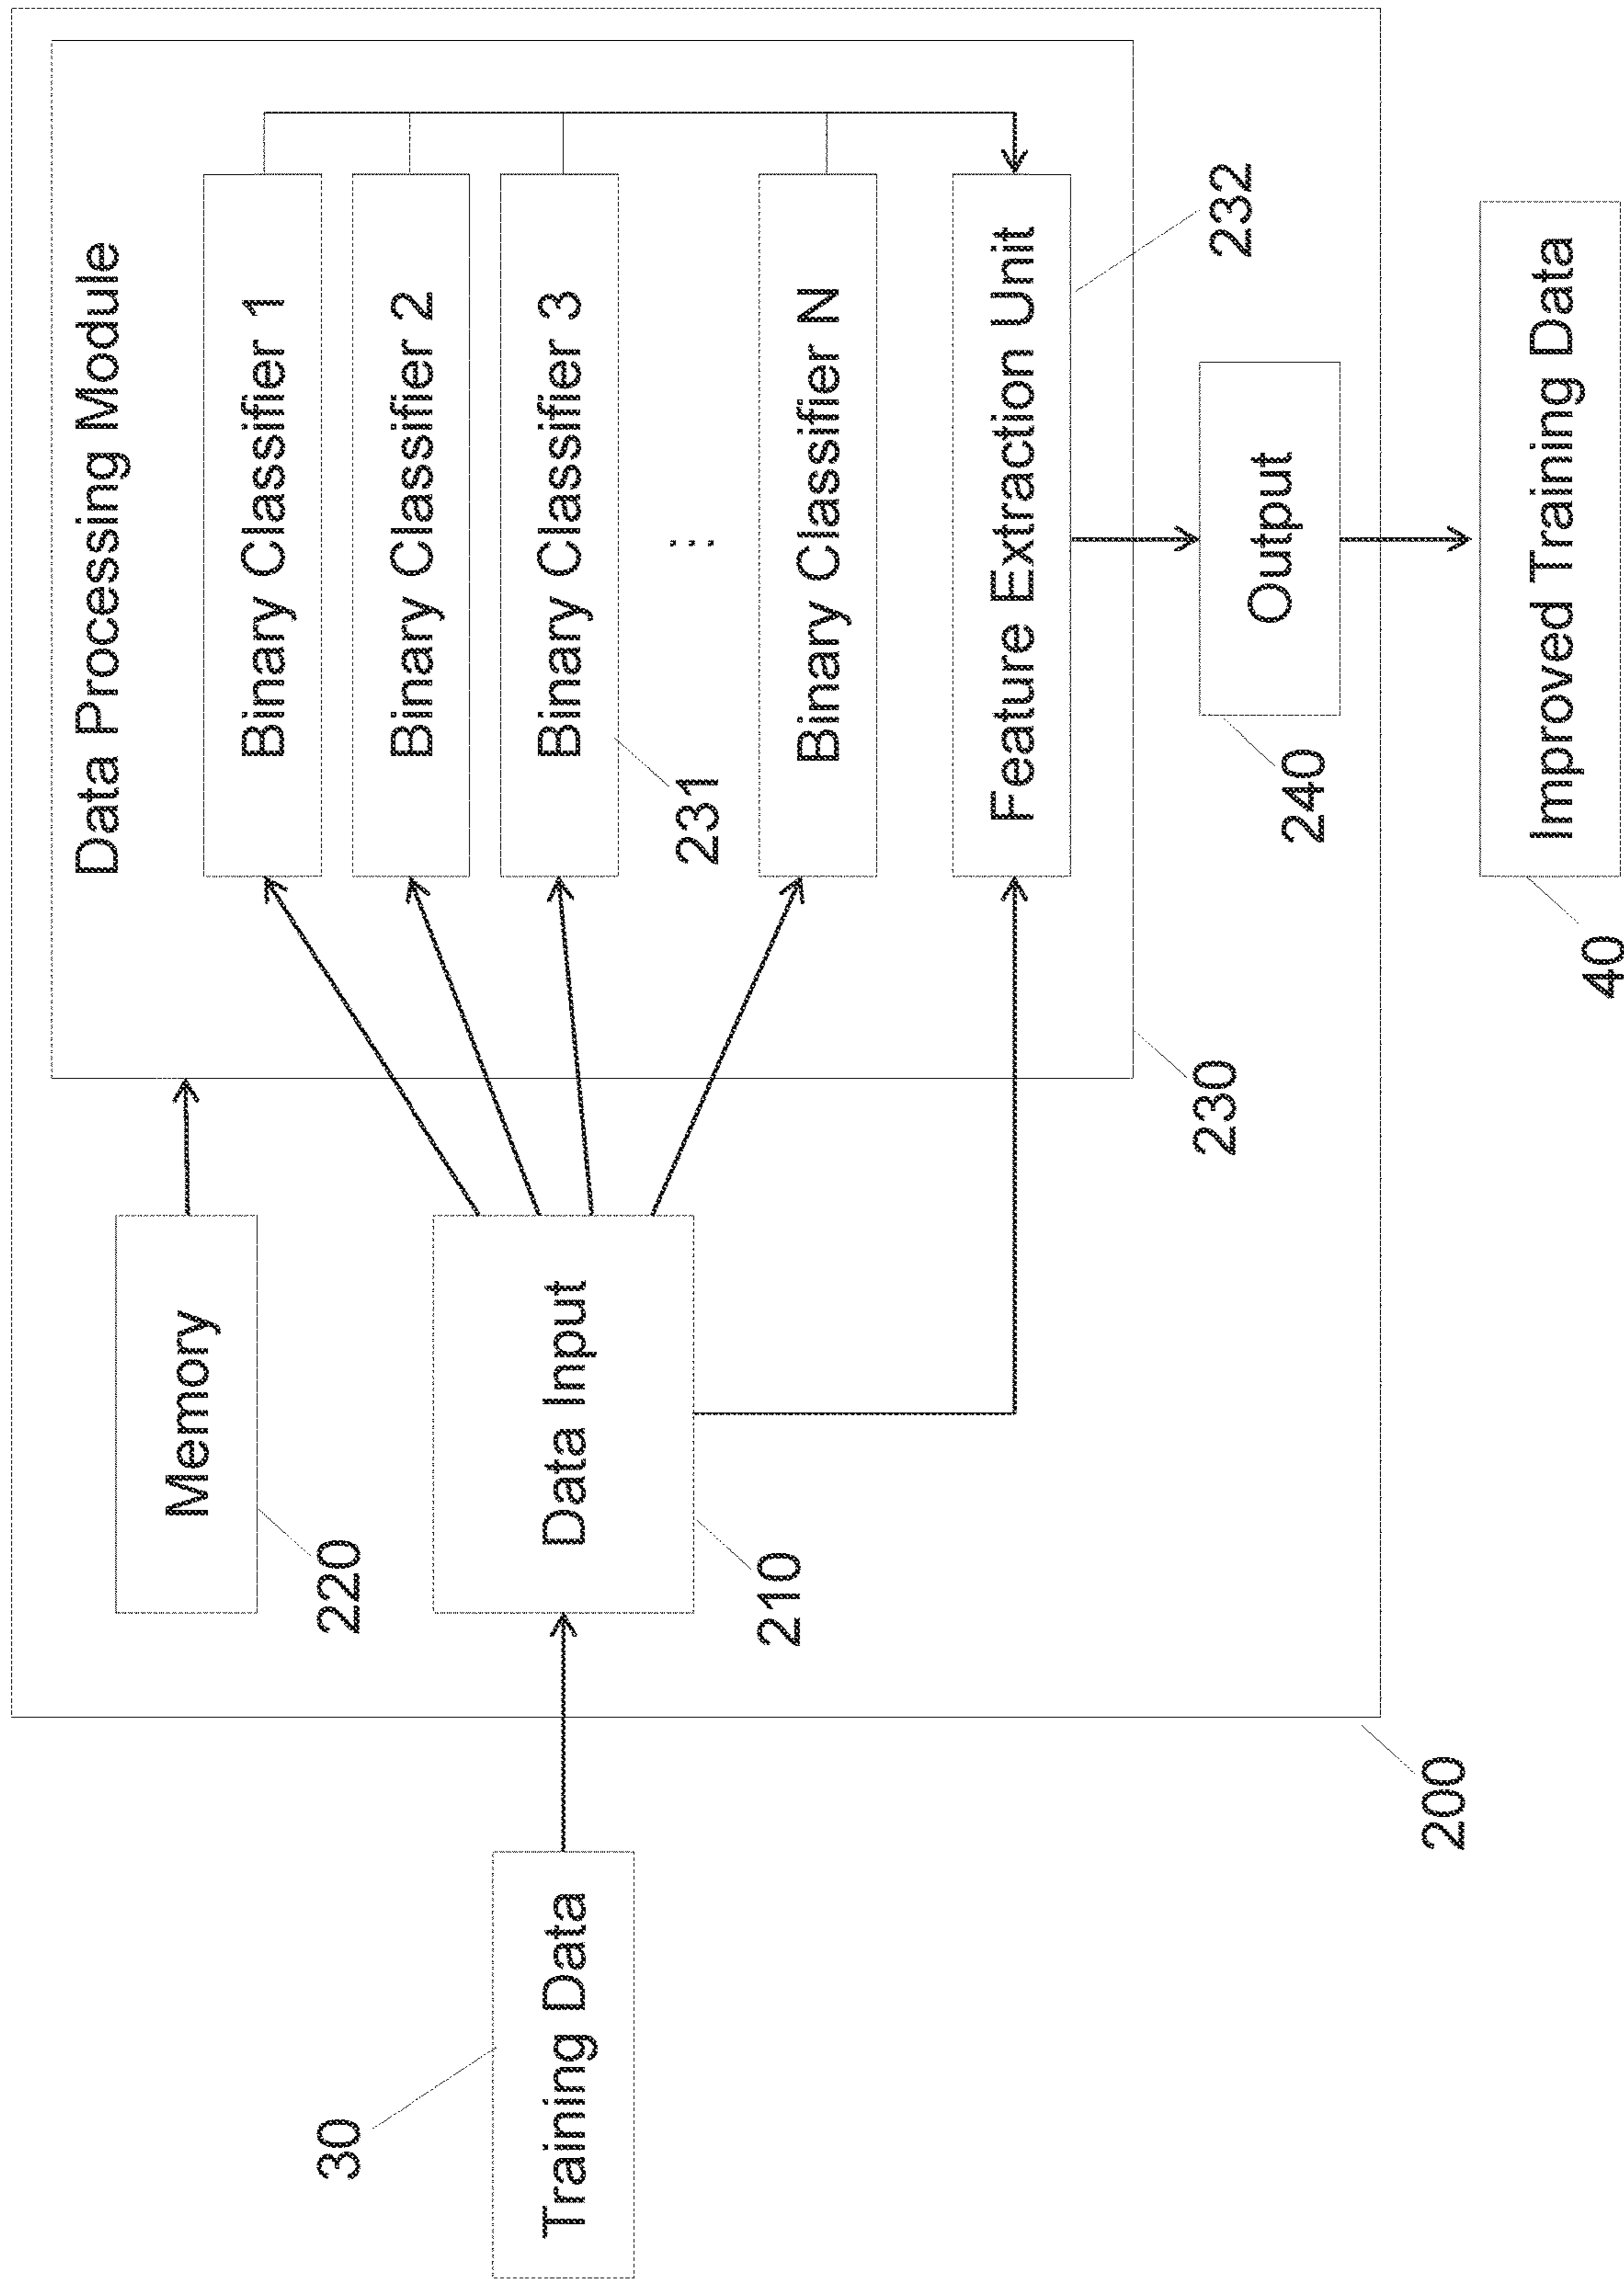 Data Processing Module
Memory
220
Binary Classifier 1
Binary Classifier 2
Binary Classifier 3
231
⋮
Binary Classifier N
30
Training Data
Data Input
210
Feature Extraction Unit
232
230
Output
240
200
Improved Training Data
40